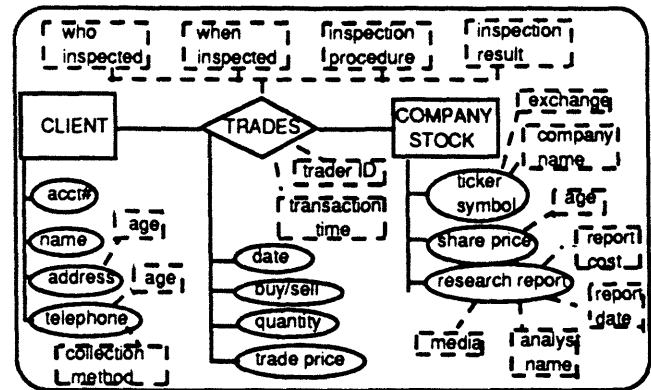 who
inspected
when
inspected
inspection
procedure
inspection
result
CLIENT
TRADES
COMPANY
STOCK
exchange
company
name
trader ID
transaction
time
acct#
name
address
telephone
age
age
collection
method
date
buy/sell
quantity
trade price
ticker
symbol
share price
research report
age
report
cost
report
date
media
analyst
name